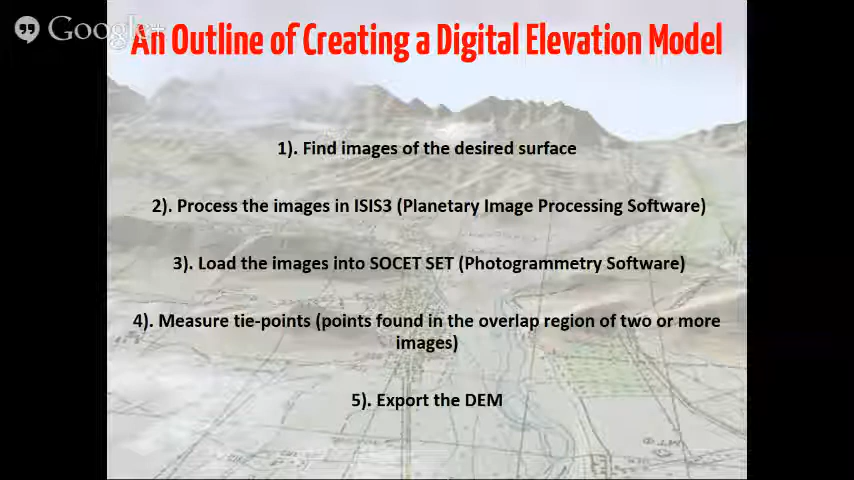 Google+
An Outline of Creating a Digital Elevation Model
1). Find images of the desired surface
2). Process the images in ISIS3 (Planetary Image Processing Software)
3). Load the images into SOCET SET (Photogrammetry Software)
4). Measure tie-points (points found in the overlap region of two or more
images)
5). Export the DEM